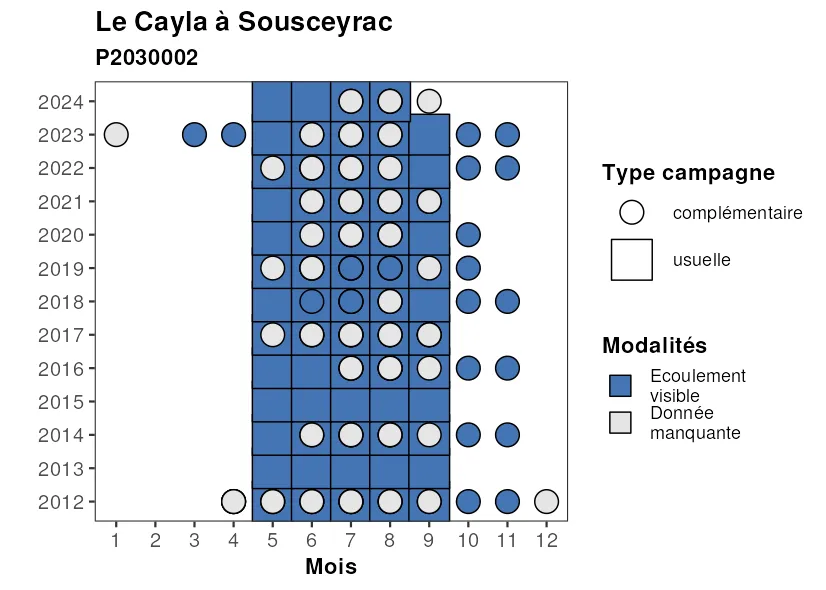 Le Cayla à Sousceyrac
P2030002
2024
2023
2022
2021
2020
2019
2018
2017
2016
2015
2014
2013
2012
1 2 3 4 5 6 7 8 9 10 11 12
Mois
Type campagne
complémentaire
usuelle
Modalités
Ecoulement
visible
Donnée
manquante